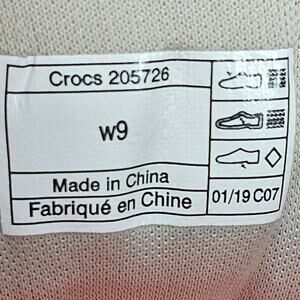 Crocs 205726
w9
Made in China
Fabriqué en Chine
01/19 C07